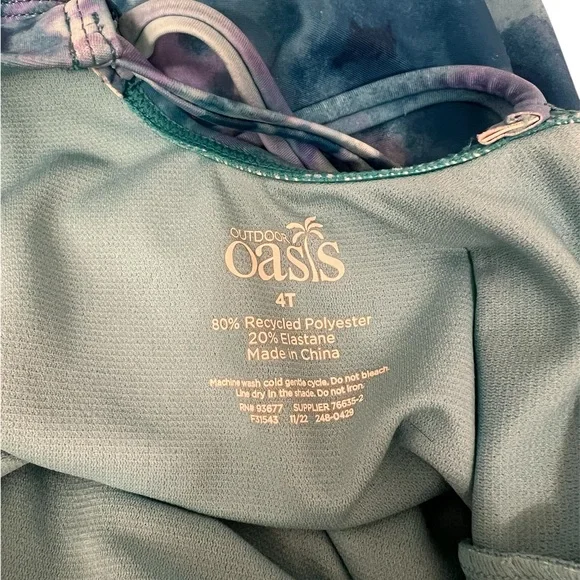 OUTDOOR
oasis
4T
80% Recycled Polyester
20% Elastane
Made in China
Machine wash cold gentle cycle. Do not bleach.
Line dry in the shade. Do not Iron.
RN# 93677 SUPPLIER 76635-2
F31543 11/22 248-0429